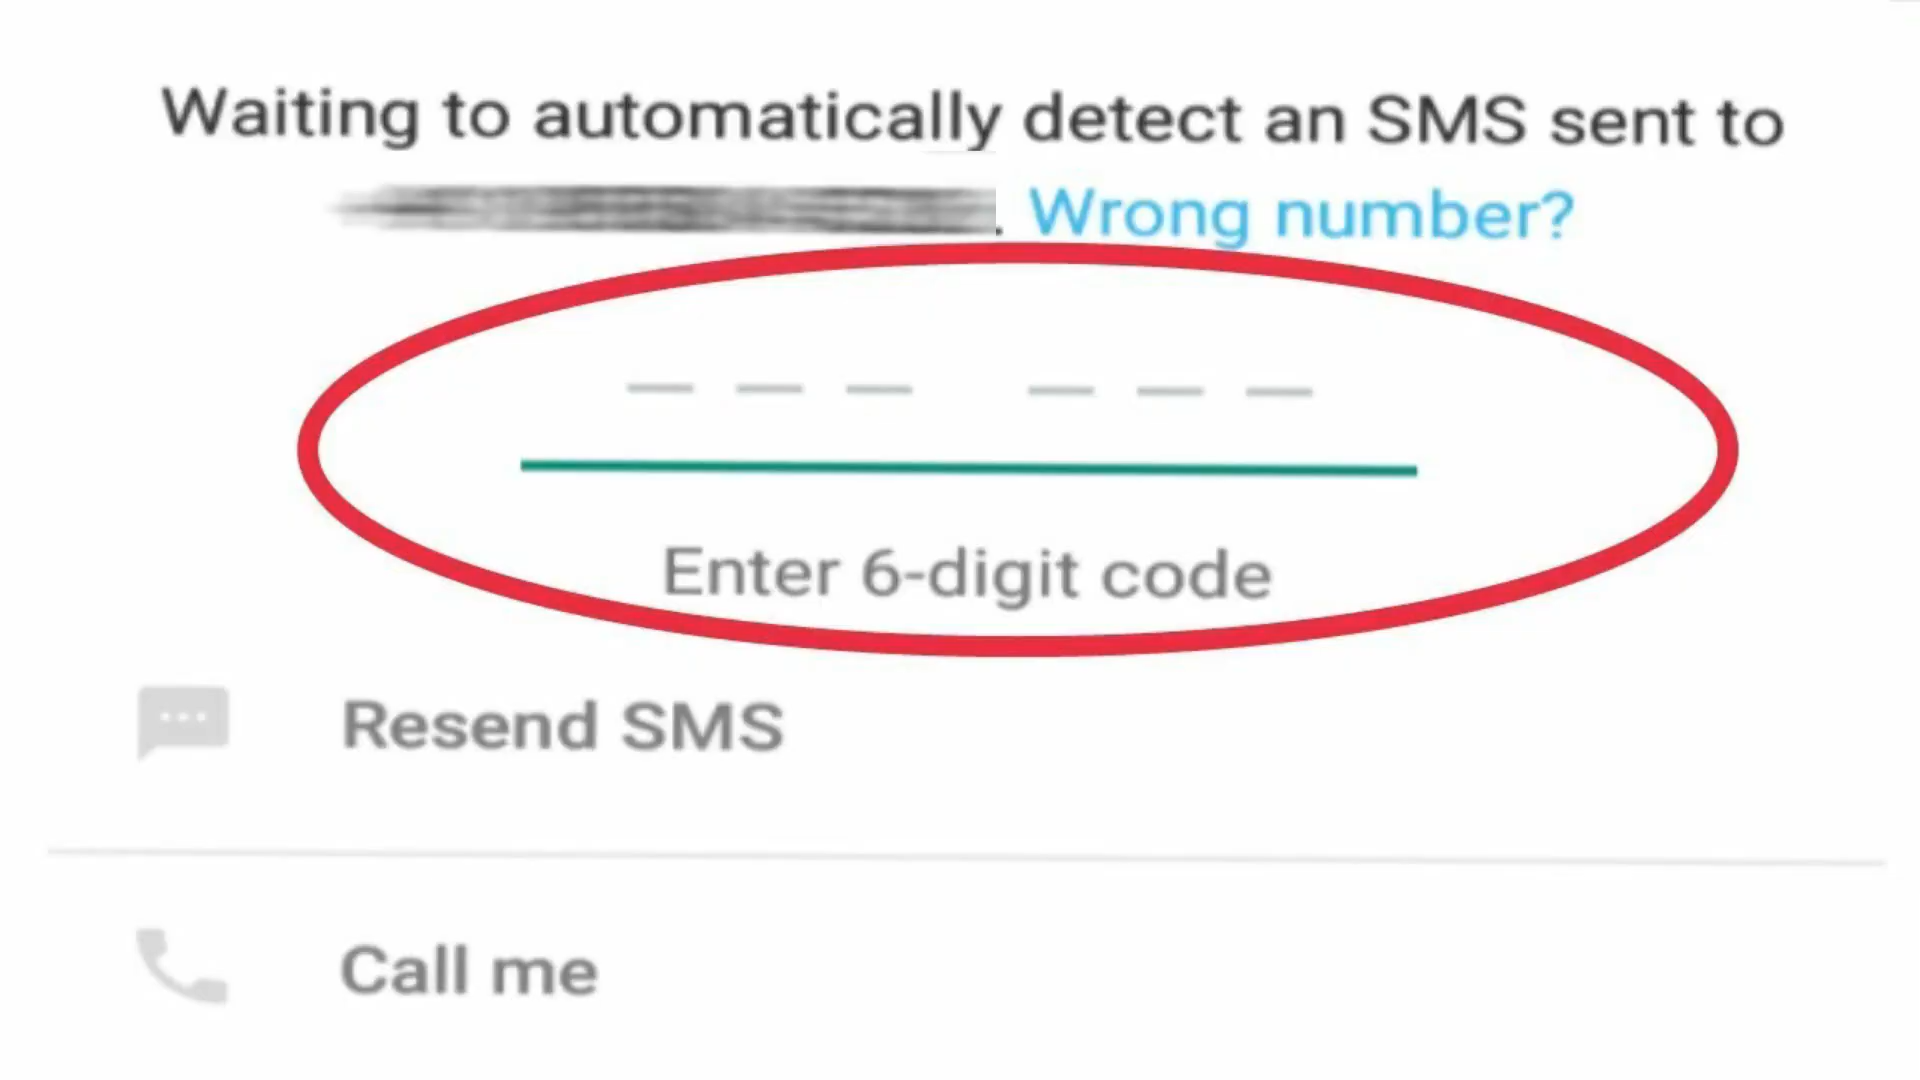 Waiting to automatically detect an SMS sent to
. Wrong number?
Enter 6-digit code
Resend SMS
Call me